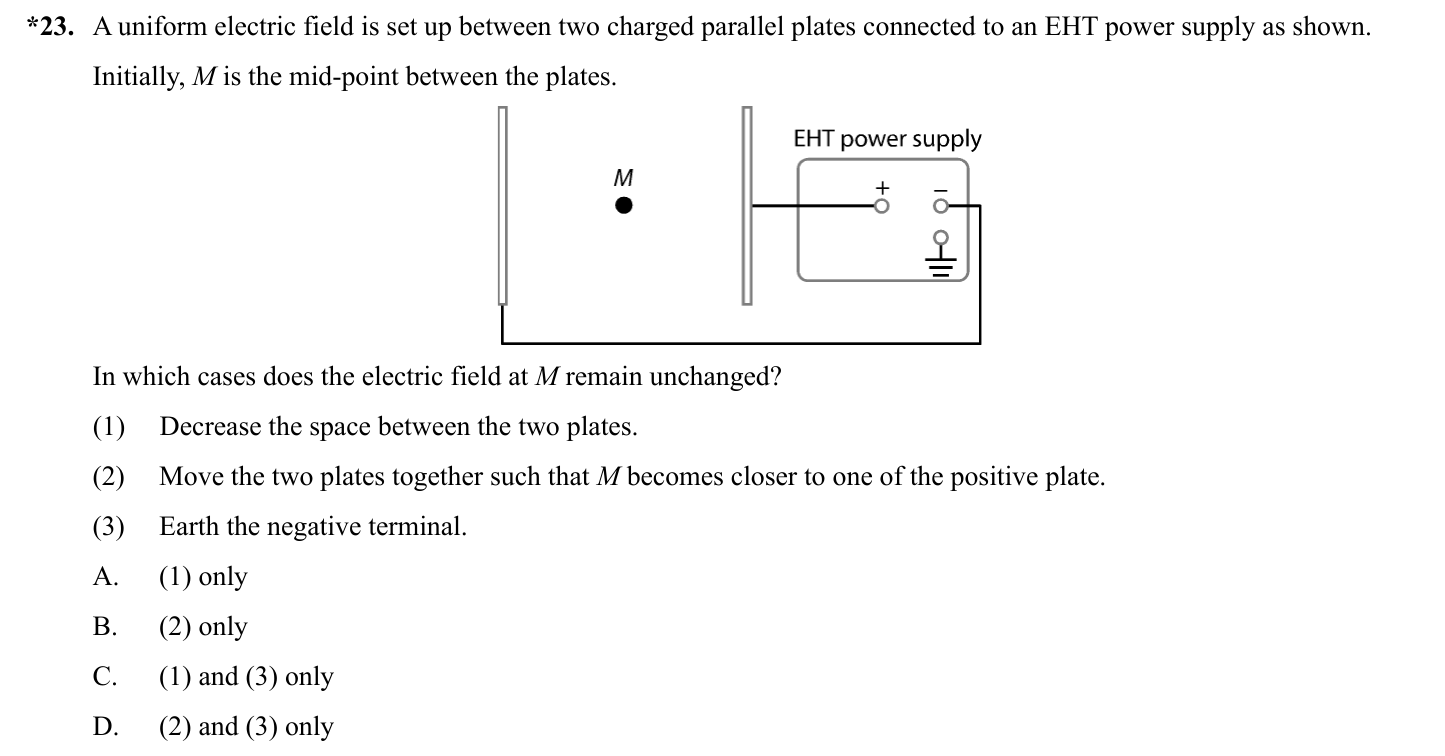 *23. A uniform electric field is set up between two charged parallel plates connected to an EHT power supply as shown.
Initially, M is the mid-point between the plates.
EHT power supply
M
+ −
In which cases does the electric field at M remain unchanged?
(1) Decrease the space between the two plates.
(2) Move the two plates together such that M becomes closer to one of the positive plate.
(3) Earth the negative terminal.
A. (1) only
B. (2) only
C. (1) and (3) only
D. (2) and (3) only